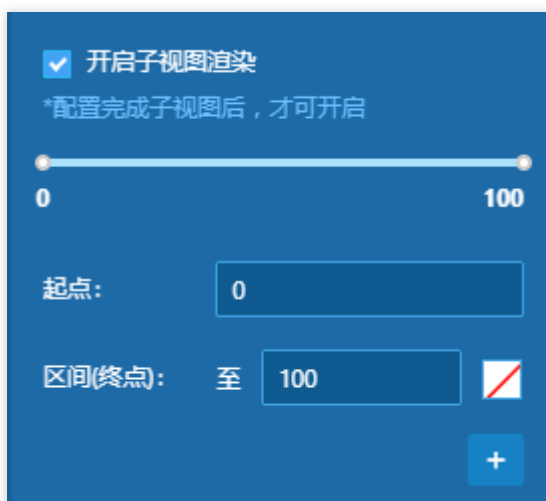 开启子视图渲染
*配置完成子视图后，才可开启
0 100
起点： 0
区间(终点)： 至 100
+